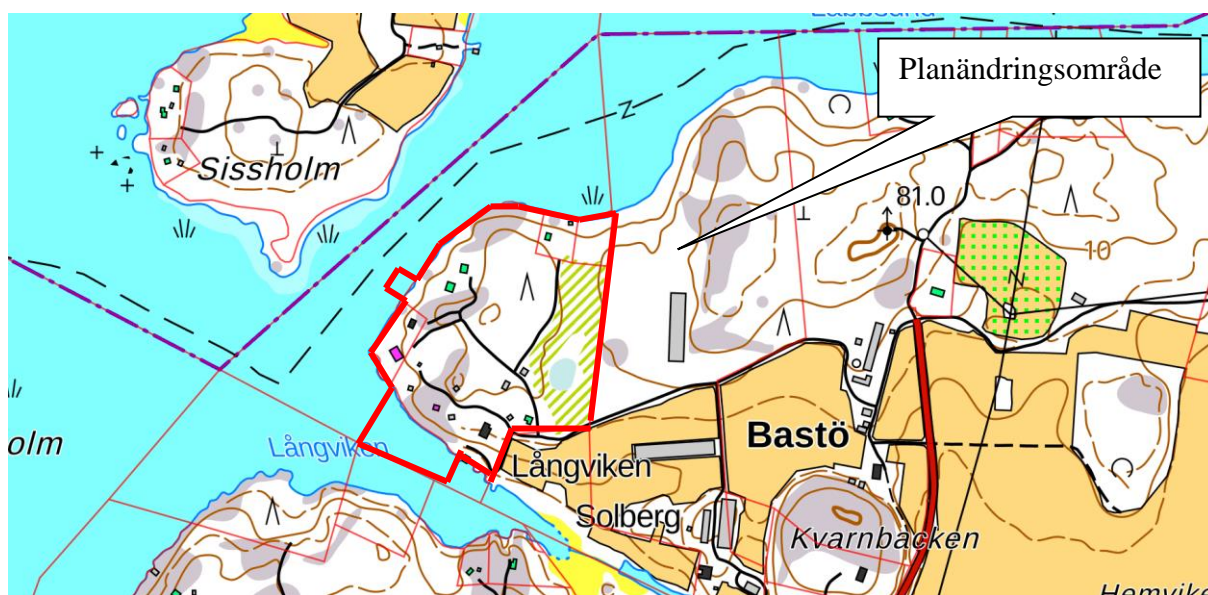 Planändringsområde
Sissholm
81.0
10
olm
Långviken
Långviken
Bastö
Solberg
Kvarnbacken